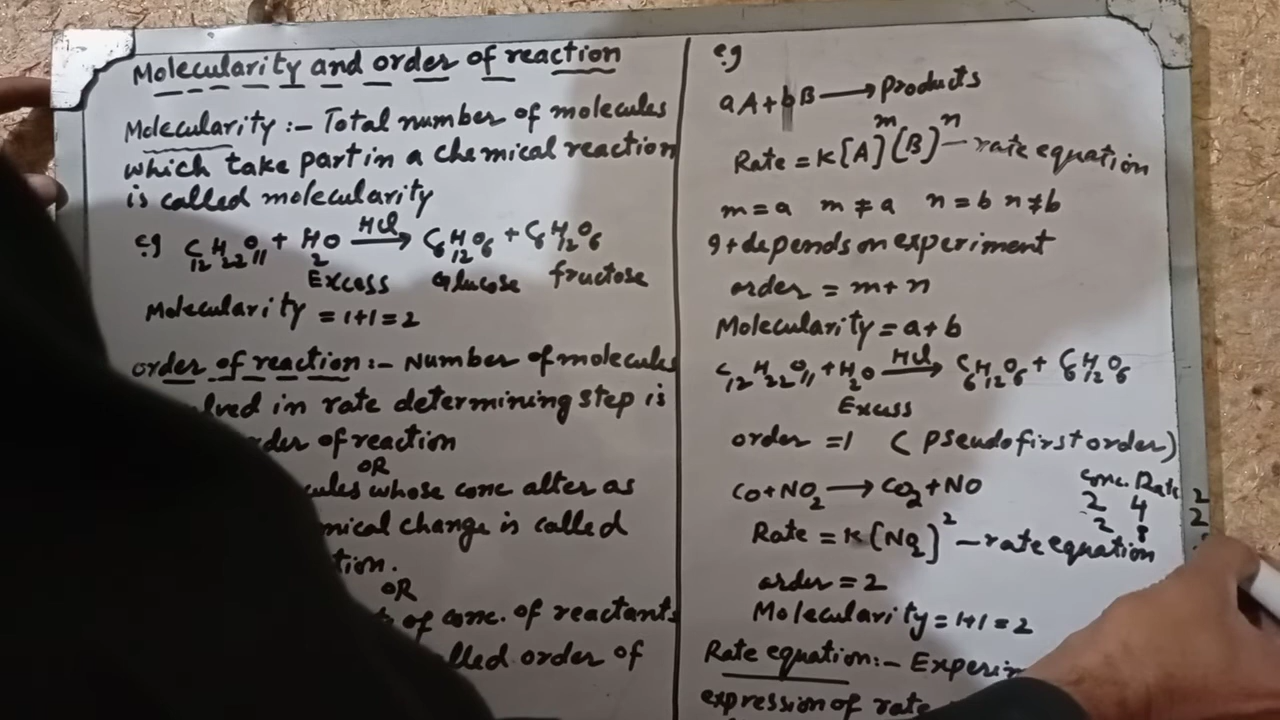 Molecularity and order of reaction
Molecularity :- Total number of molecules
which take part in a chemical reaction
is called molecularity
e.g C12H22O11 + H2O HCl→ C6H12O6 + C6H12O6
Excess Glucose fructose
Molecularity = 1+1 = 2
order of reaction :- Number of molecules
in rate determining step is
of reaction
OR
whose conc alter as
change is called
OR
of conc. of reactants
order of
e.g
aA + bB → Products
Rate = K[A]^m (B)^n - rate equation
m = a m ≠ a n = b n ≠ b
9t depends on experiment
order = m + n
Molecularity = a + b
C12H22O11 + H2O HCl→ C6H12O6 + C6H12O6
Excess
order = 1 (Pseudo first order)
CO + NO2 → CO2 + NO
conc. Rate
2 4
2 8
2
2
Rate = K(NO2)^2 - rate equation
order = 2
Molecularity = 1+1 = 2
Rate equation :-
expression of rate